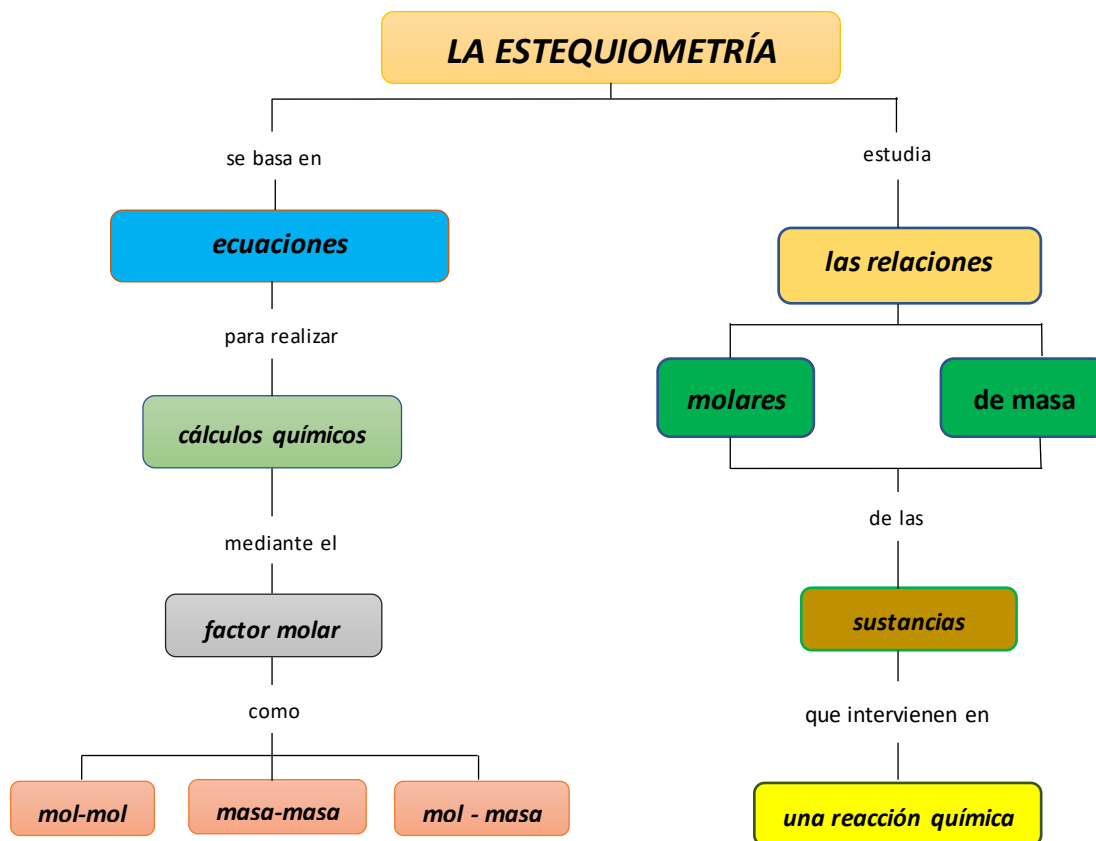 LA ESTEQUIOMETRÍA
se basa en
estudia
ecuaciones
las relaciones
para realizar
molares
de masa
cálculos químicos
de las
mediante el
factor molar
sustancias
como
que intervienen en
mol-mol
masa-masa
mol - masa
una reacción química